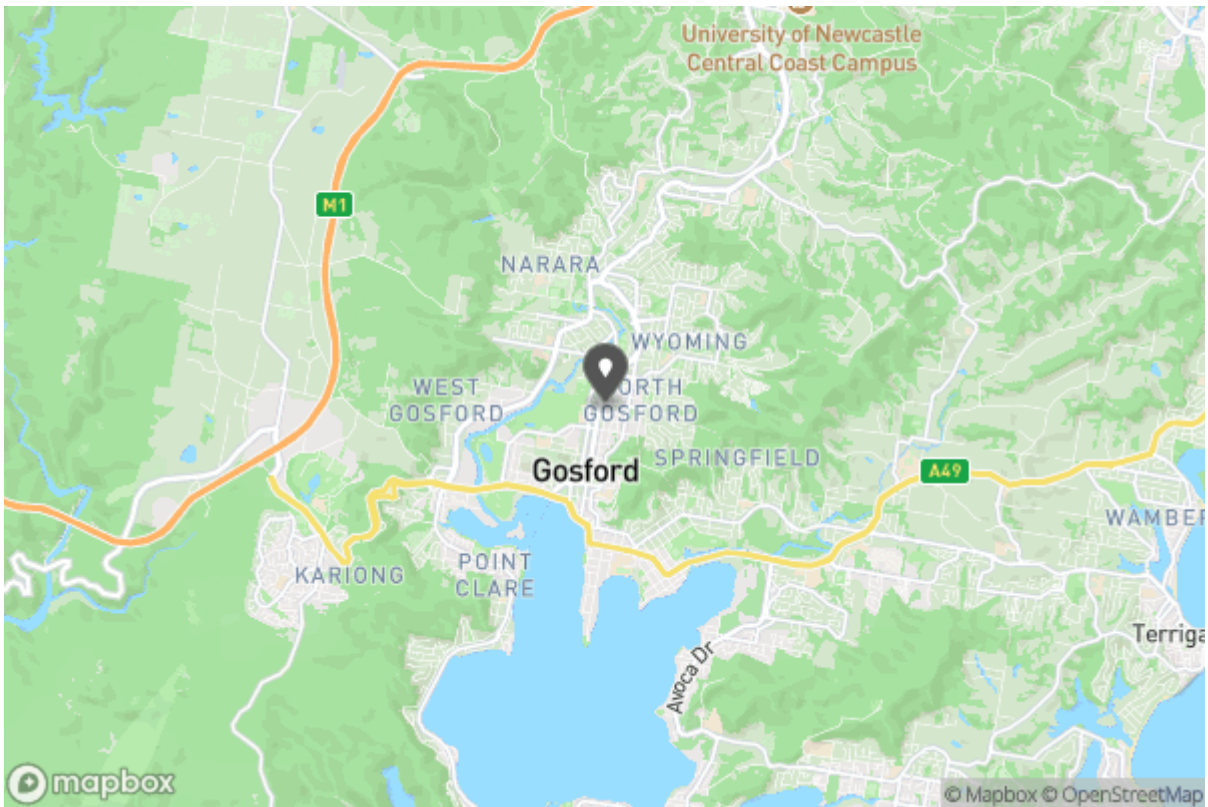 University of Newcastle
Central Coast Campus
M1
NARARA
WYOMING
WEST
GOSFORD
NORTH
GOSFORD
Gosford
SPRINGFIELD
A49
WAMBER
KARIONG
POINT
CLARE
Terriga
Avoca Dr
mapbox
© Mapbox © OpenStreetMap